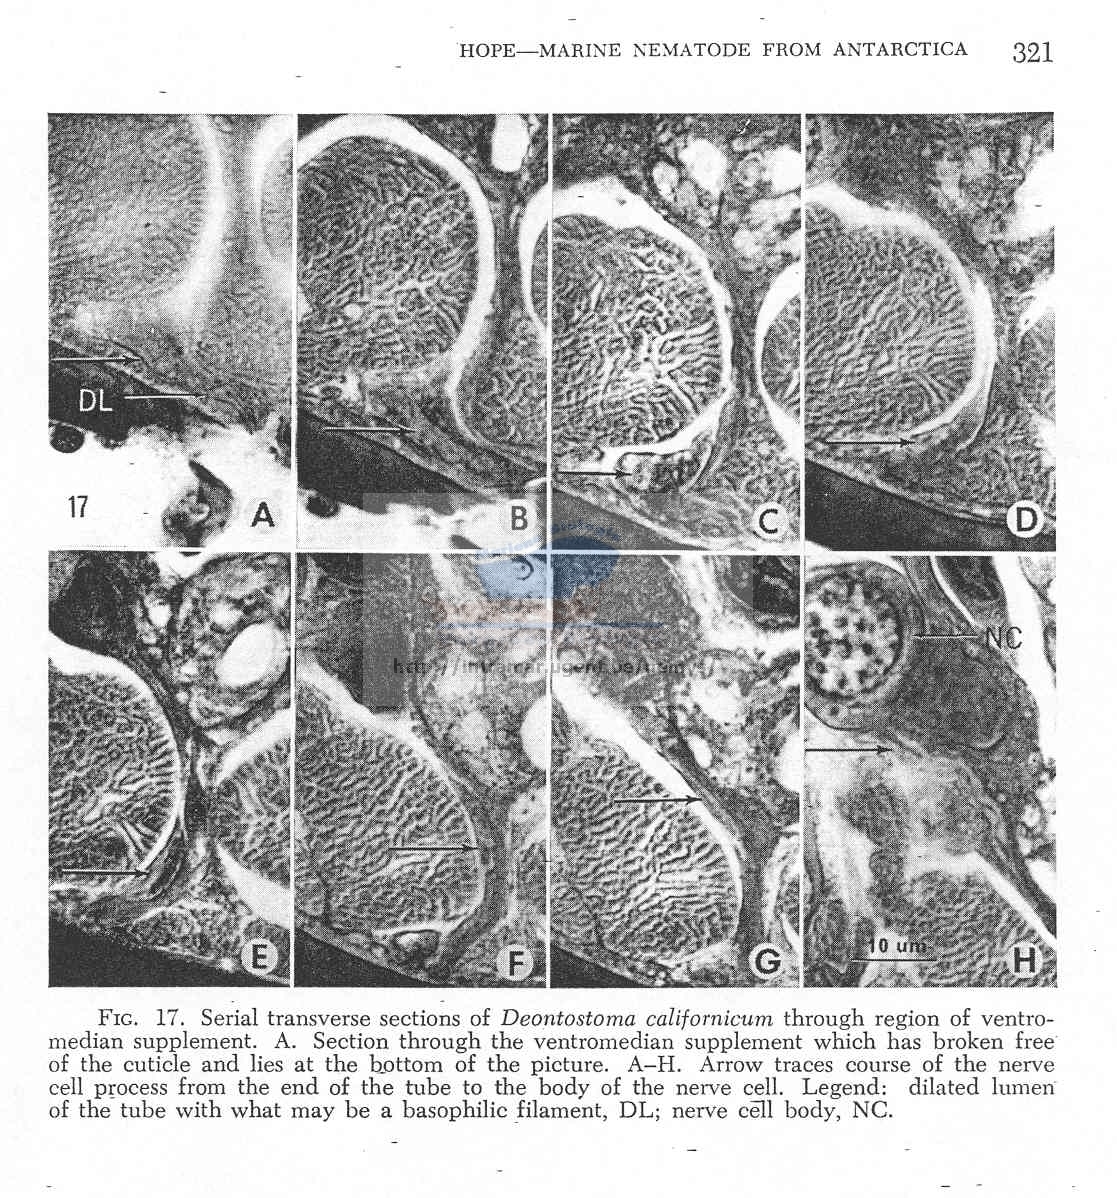 HOPE—MARINE NEMATODE FROM ANTARCTICA 321
DL
17
A
B
C
D
NC
E
F
G
10 um
H
FIG. 17. Serial transverse sections of Deontostoma californicum through region of ventro-
median supplement. A. Section through the ventromedian supplement which has broken free
of the cuticle and lies at the bottom of the picture. A–H. Arrow traces course of the nerve
cell process from the end of the tube to the body of the nerve cell. Legend: dilated lumen
of the tube with what may be a basophilic filament, DL; nerve cell body, NC.